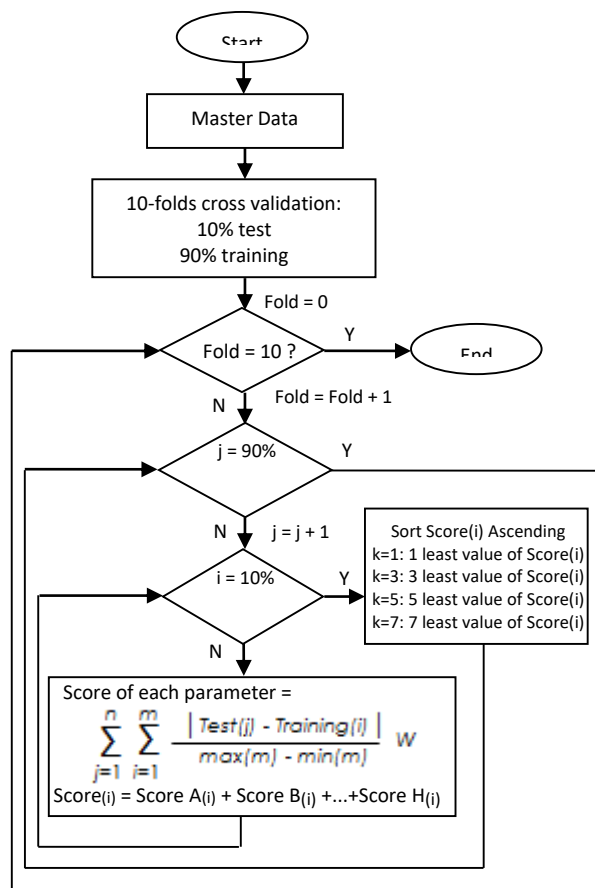 Start
Master Data
10-folds cross validation:
10% test
90% training
Fold = 0
Fold = 10 ?
Y
End
N
Fold = Fold + 1
j = 90%
Y
N
j = j + 1
i = 10%
Y
Sort Score(i) Ascending
k=1: 1 least value of Score(i)
k=3: 3 least value of Score(i)
k=5: 5 least value of Score(i)
k=7: 7 least value of Score(i)
N
Score of each parameter =
n m | Test(j) - Training(i) |
∑ ∑ W
j=1 i=1 max(m) - min(m)
Score(i) = Score A(i) + Score B(i) +...+Score H(i)